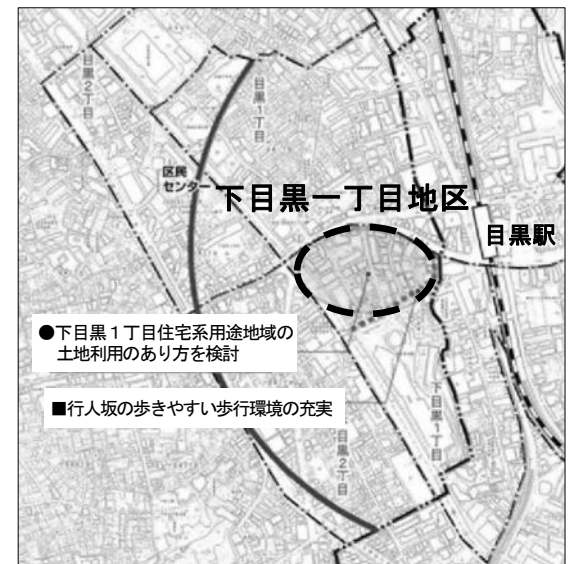 目黒2丁目
目黒1丁目
区民
センター
下目黒一丁目地区
目黒駅
●下目黒１丁目住宅系用途地域の
土地利用のあり方を検討
■行人坂の歩きやすい歩行環境の充実
下目黒1丁目
下目黒2丁目